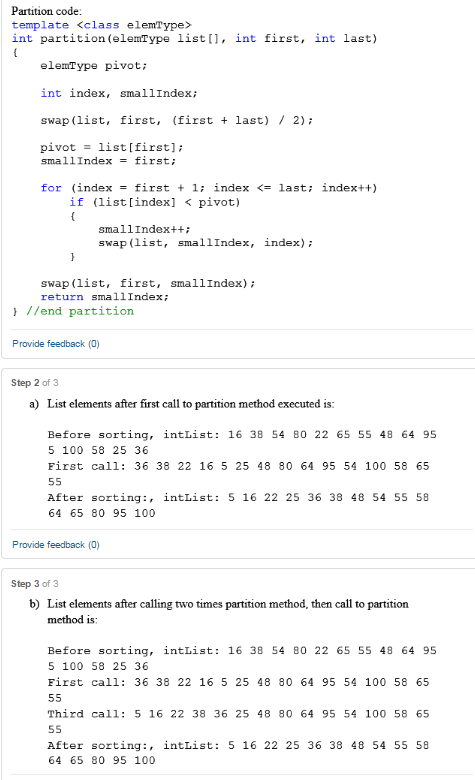 Partition code:
template <class elemType>
int partition(elemType list[], int first, int last)
{
elemType pivot;
int index, smallIndex;
swap(list, first, (first + last) / 2);
pivot = list[first];
smallIndex = first;
for (index = first + 1; index <= last; index++)
if (list[index] < pivot)
{
smallIndex++;
swap(list, smallIndex, index);
}
swap(list, first, smallIndex);
return smallIndex;
} //end partition
Provide feedback (0)
Step 2 of 3
a) List elements after first call to partition method executed is:
Before sorting, intList: 16 38 54 80 22 65 55 48 64 95
5 100 58 25 36
First call: 36 38 22 16 5 25 48 80 64 95 54 100 58 65
55
After sorting:, intList: 5 16 22 25 36 38 48 54 55 58
64 65 80 95 100
Provide feedback (0)
Step 3 of 3
b) List elements after calling two times partition method, then call to partition
method is:
Before sorting, intList: 16 38 54 80 22 65 55 48 64 95
5 100 58 25 36
First call: 36 38 22 16 5 25 48 80 64 95 54 100 58 65
55
Third call: 5 16 22 38 36 25 48 80 64 95 54 100 58 65
55
After sorting:, intList: 5 16 22 25 36 38 48 54 55 58
64 65 80 95 100